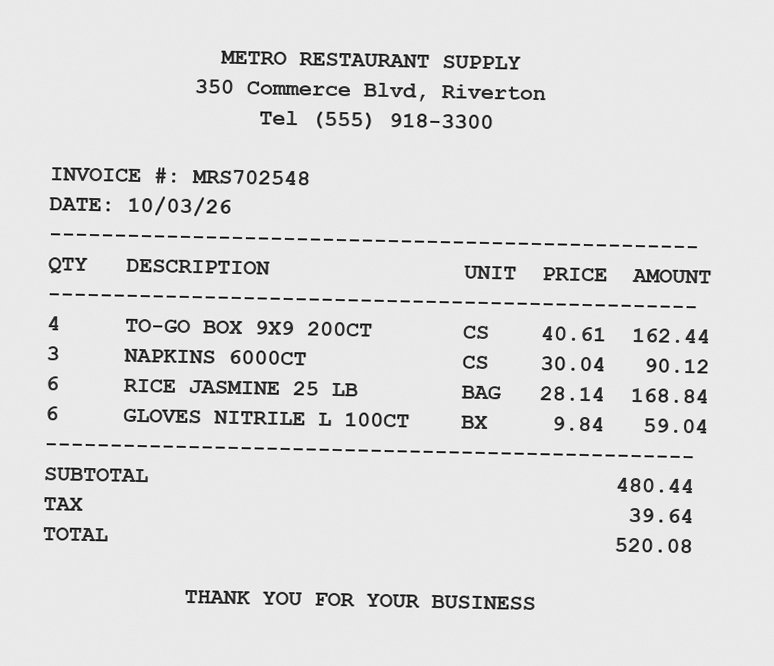 METRO RESTAURANT SUPPLY
350 Commerce Blvd, Riverton
Tel (555) 918-3300
INVOICE #: MRS702548
DATE: 10/03/26
--------------------------------------------------
QTY DESCRIPTION UNIT PRICE AMOUNT
--------------------------------------------------
4 TO-GO BOX 9X9 200CT CS 40.61 162.44
3 NAPKINS 6000CT CS 30.04 90.12
6 RICE JASMINE 25 LB BAG 28.14 168.84
6 GLOVES NITRILE L 100CT BX 9.84 59.04
--------------------------------------------------
SUBTOTAL 480.44
TAX 39.64
TOTAL 520.08
THANK YOU FOR YOUR BUSINESS